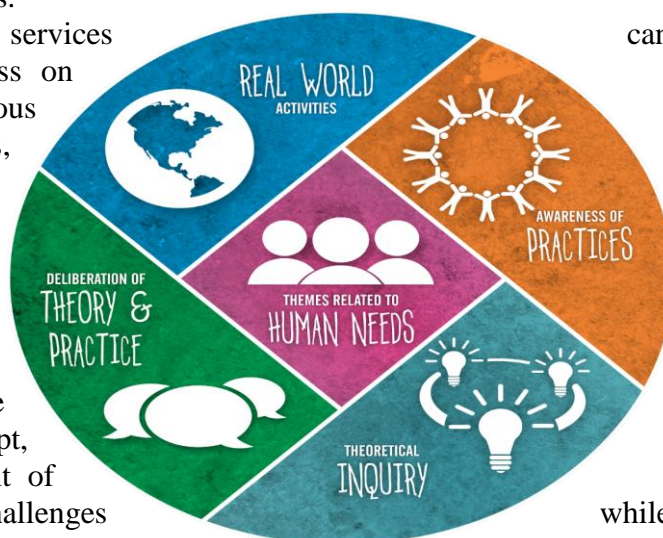 services
can
ss on
ous
REAL WORLD
ACTIVITIES
AWARENESS OF
PRACTICES
DELIBERATION OF
THEORY &
PRACTICE
THEMES RELATED TO
HUMAN NEEDS
THEORETICAL
INQUIRY
e
pt,
t of
hallenges
while